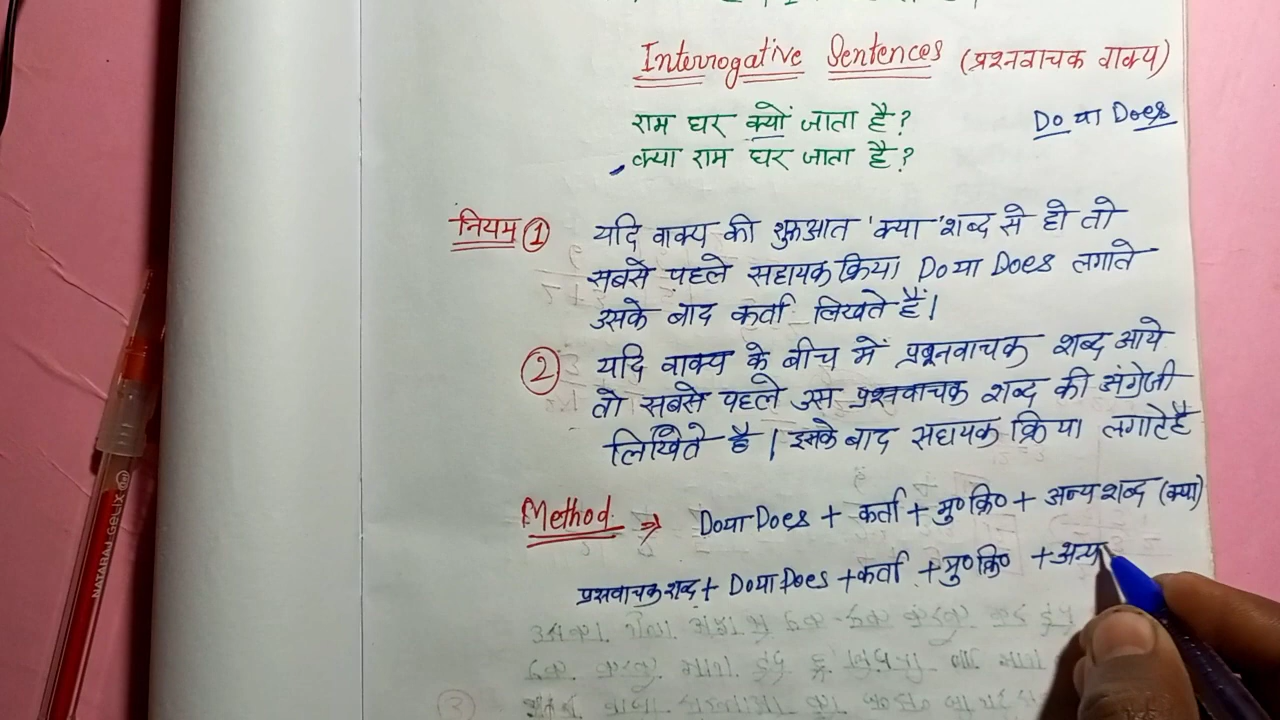 Interrogative Sentences (प्रश्नवाचक वाक्य)
राम घर क्यों जाता है?
Do या Does
क्या राम घर जाता है?
नियम ① यदि वाक्य की शुरूआत 'क्या' शब्द से हो तो
सबसे पहले सहायक क्रिया Do या Does लगाते
उसके बाद कर्ता लिखते हैं।
② यदि वाक्य के बीच में प्रश्नवाचक शब्द आये
तो सबसे पहले उस प्रश्नवाचक शब्द की अंग्रेजी
लिखिते है। इसके बाद सहायक क्रिया लगाते है
Method ⇒ Do या Does + कर्ता + मु० क्रि० + अन्य शब्द (क्या)
प्रसवाचक शब्द + Do या Does + कर्ता + मु० क्रि० + अन्य
NATARAJ GELIX